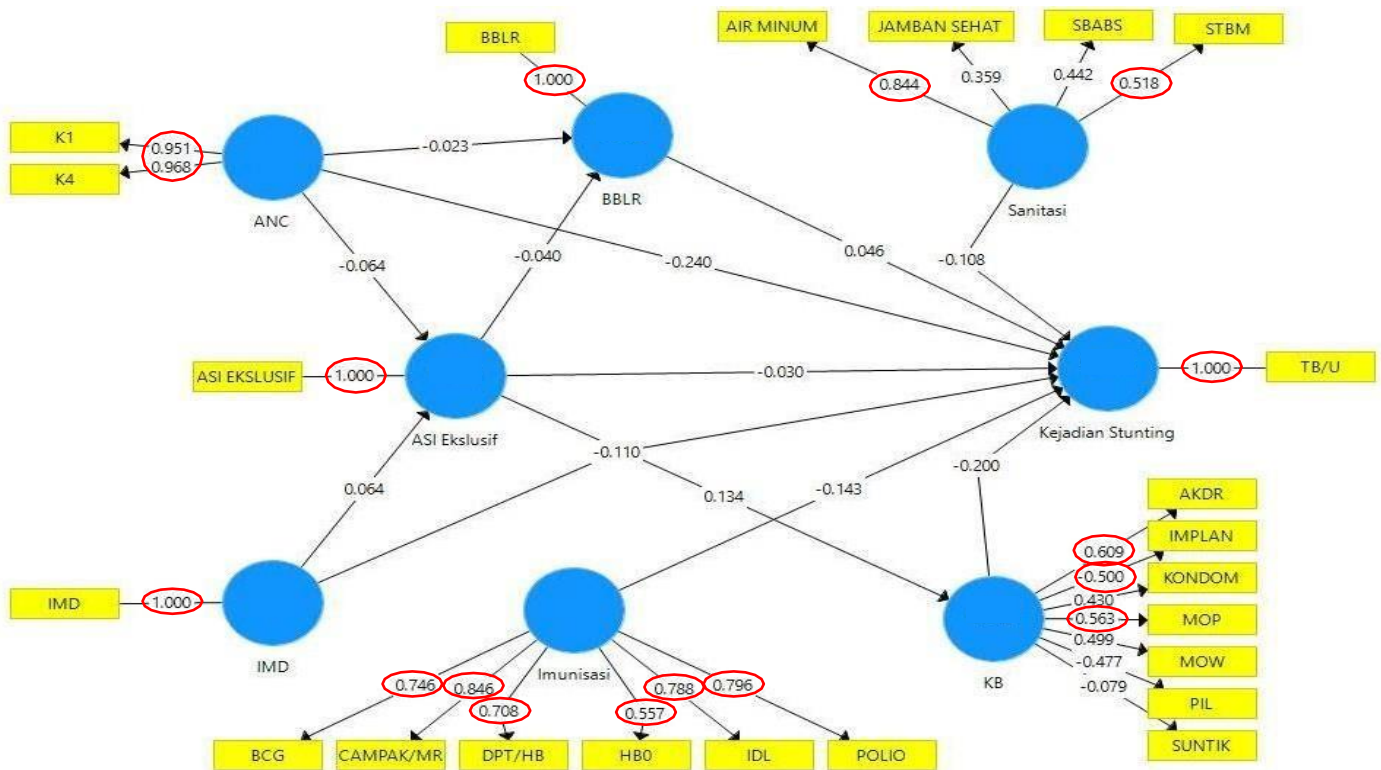 BBLR
AIR MINUM
JAMBAN SEHAT
SBABS
STBM
1.000
0.844
0.359
0.442
0.518
K1
K4
0.951
0.968
ANC
-0.023
BBLR
Sanitasi
-0.064
-0.040
-0.240
0.046
-0.108
ASI EKSLUSIF
1.000
ASI Ekslusif
-0.030
Kejadian Stunting
1.000
TB/U
0.064
-0.110
0.134
-0.143
-0.200
IMD
1.000
IMD
Imunisasi
KB
0.746
0.846
0.708
0.557
0.788
0.796
BCG
CAMPAK/MR
DPT/HB
HB0
IDL
POLIO
0.609
-0.500
0.430
0.563
0.499
-0.477
-0.079
AKDR
IMPLAN
KONDOM
MOP
MOW
PIL
SUNTIK